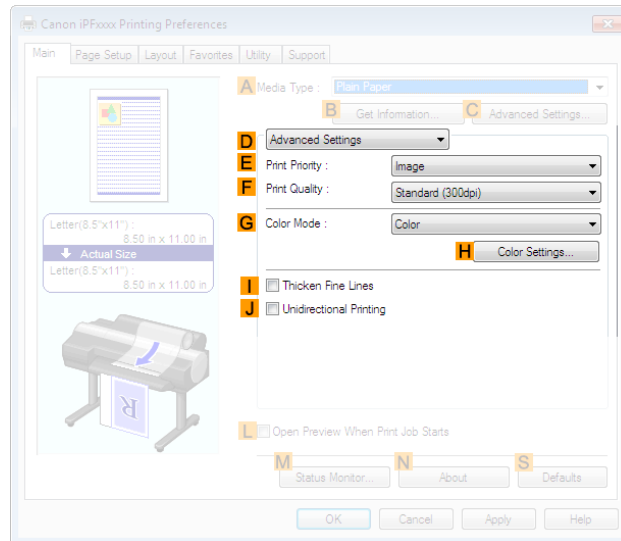 Canon iPFxxxx Printing Preferences
Main Page Setup Layout Favorites Utility Support
A Media Type : Plain Paper
B Get Information... C Advanced Settings...
D Advanced Settings
E Print Priority : Image
F Print Quality : Standard (300dpi)
G Color Mode : Color
H Color Settings...
I Thicken Fine Lines
J Unidirectional Printing
Letter(8.5"x11") :
8.50 in x 11.00 in
Actual Size
Letter(8.5"x11") :
8.50 in x 11.00 in
R
L Open Preview When Print Job Starts
M Status Monitor... N About S Defaults
OK Cancel Apply Help